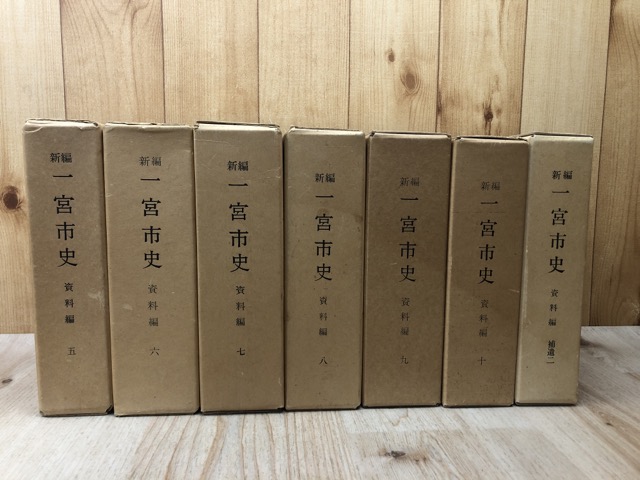 新編
一宮市史
資料編
五
新編
一宮市史
資料編
六
新編
一宮市史
資料編
七
新編
一宮市史
資料編
八
新編
一宮市史
資料編
九
新編
一宮市史
資料編
十
新編
一宮市史
資料編
補遺二